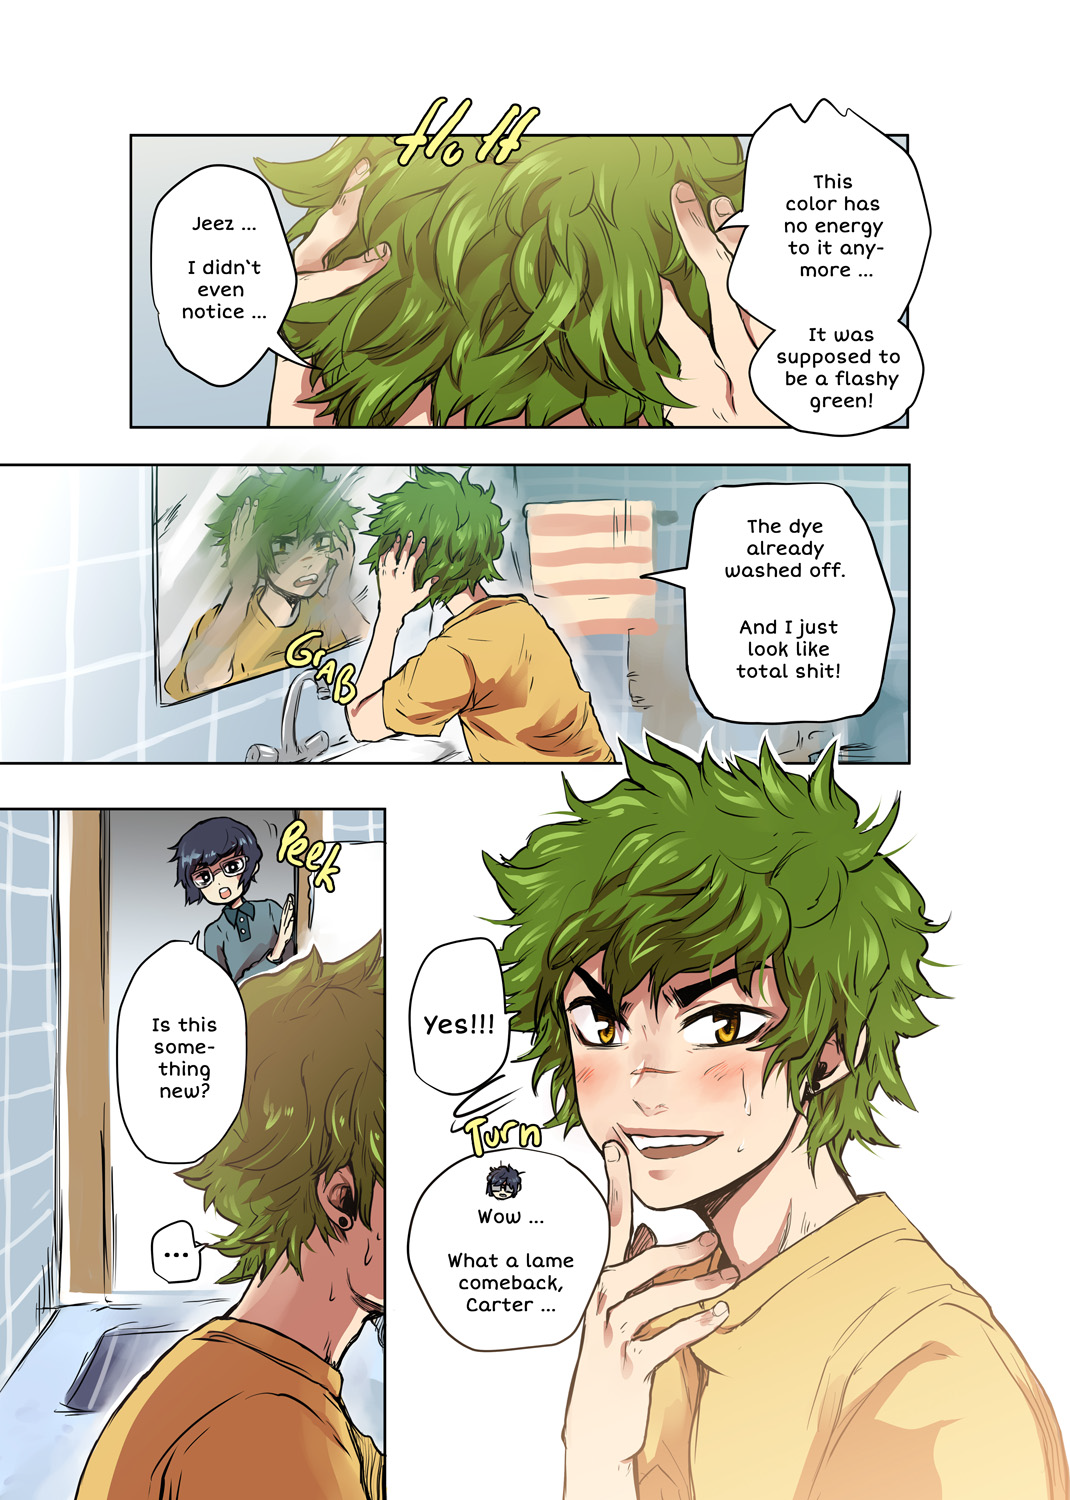 Jeez ...
I didn't
even
notice ...
This
color has
no energy
to it any-
more ...
It was
supposed to
be a flashy
green!
The dye
already
washed off.
And I just
look like
total shit!
GrAB
Peek
Is this
some-
thing
new?
...
Yes!!!
Turn
Wow ...
What a lame
comeback,
Carter ...